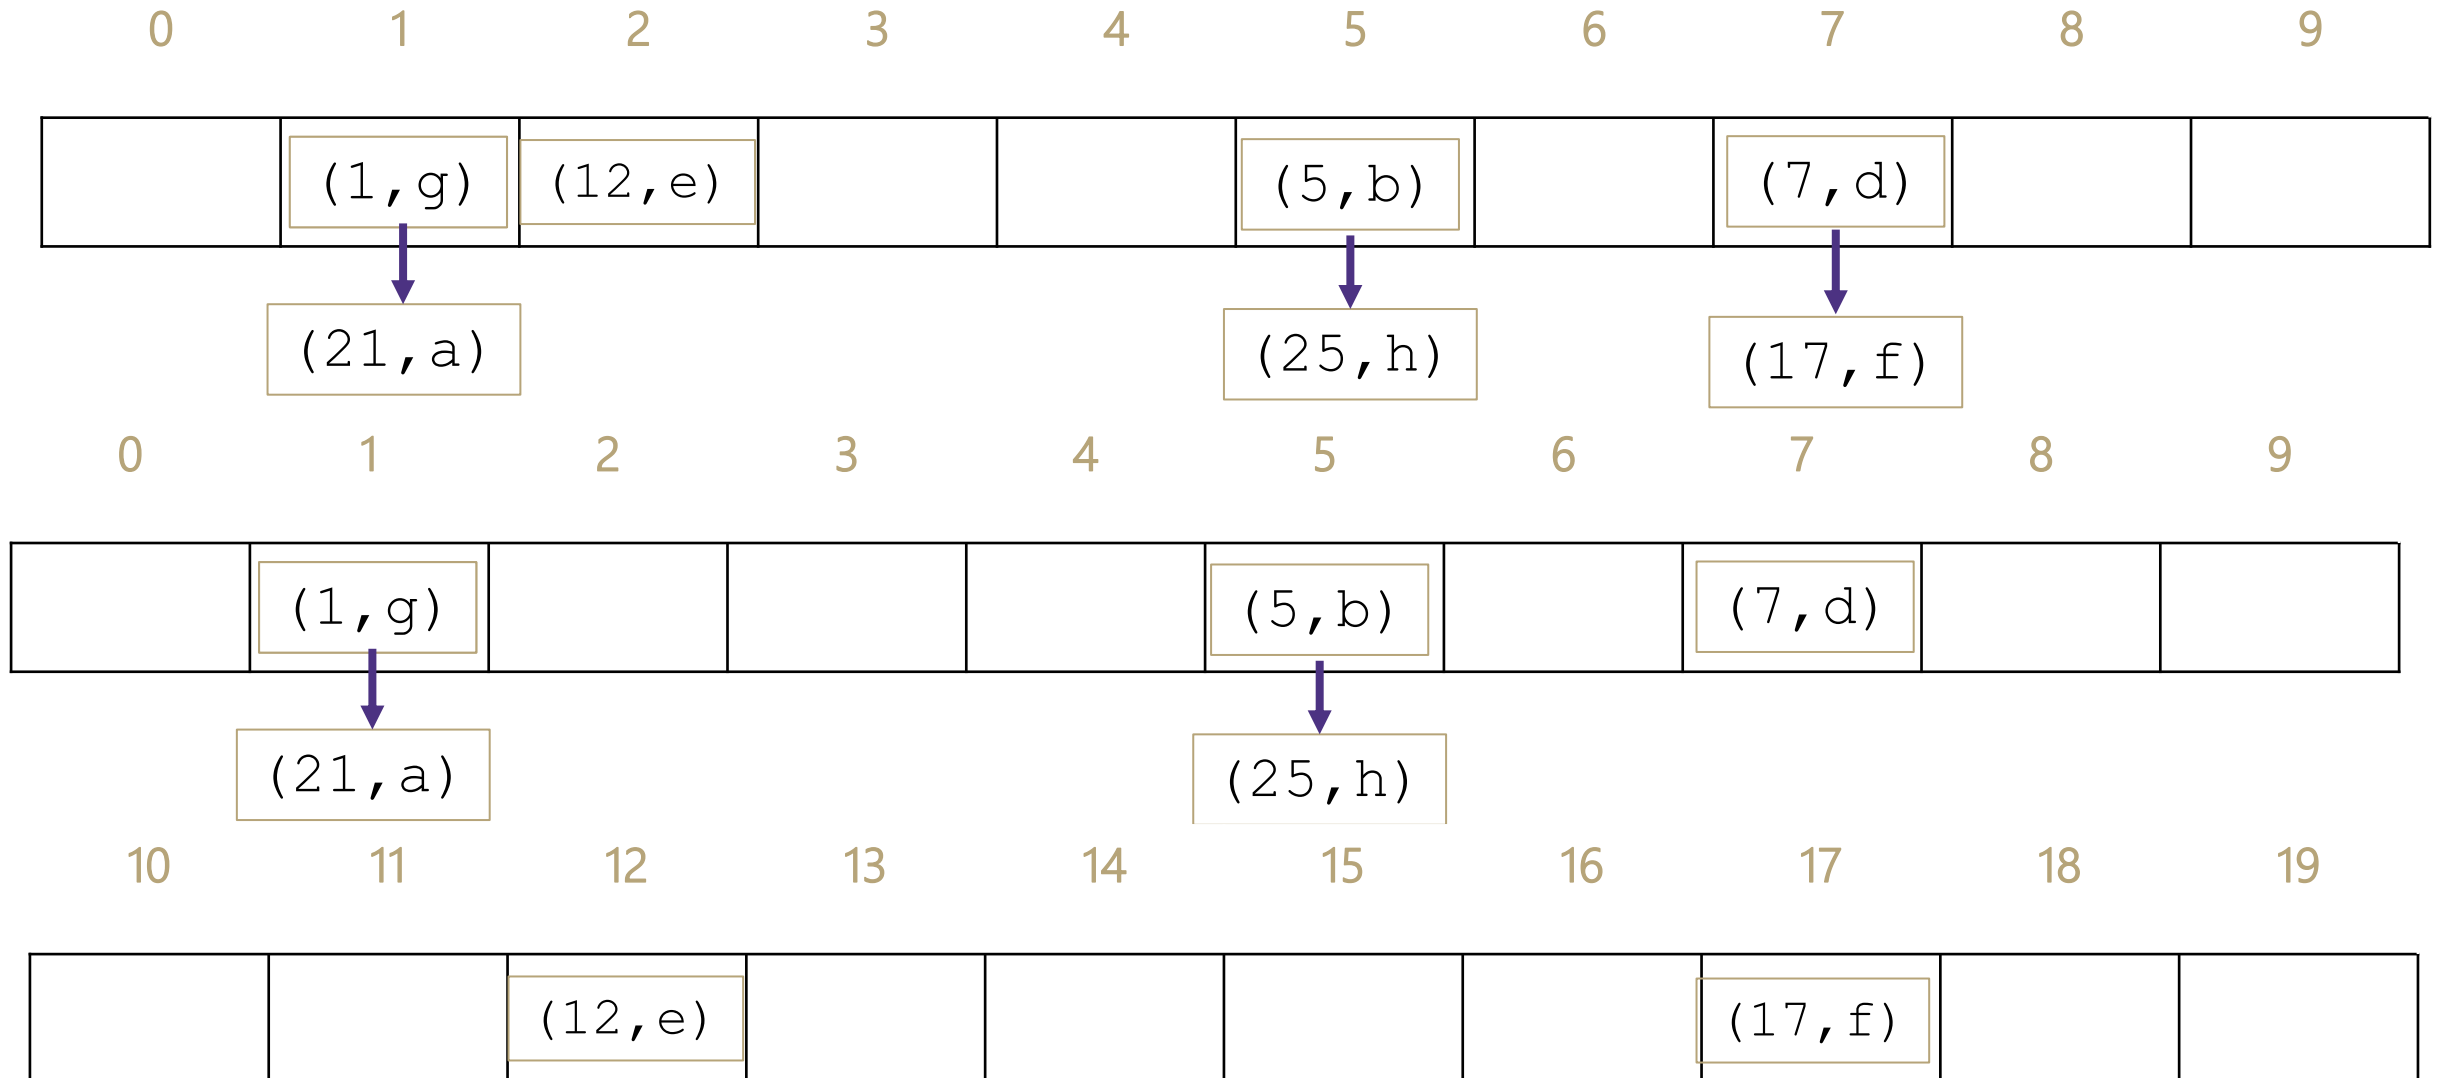 0 1 2 3 4 5 6 7 8 9
(1,g) (12,e) (5,b) (7,d)
(21,a) (25,h) (17,f)
0 1 2 3 4 5 6 7 8 9
(1,g) (5,b) (7,d)
(21,a) (25,h)
10 11 12 13 14 15 16 17 18 19
(12,e) (17,f)